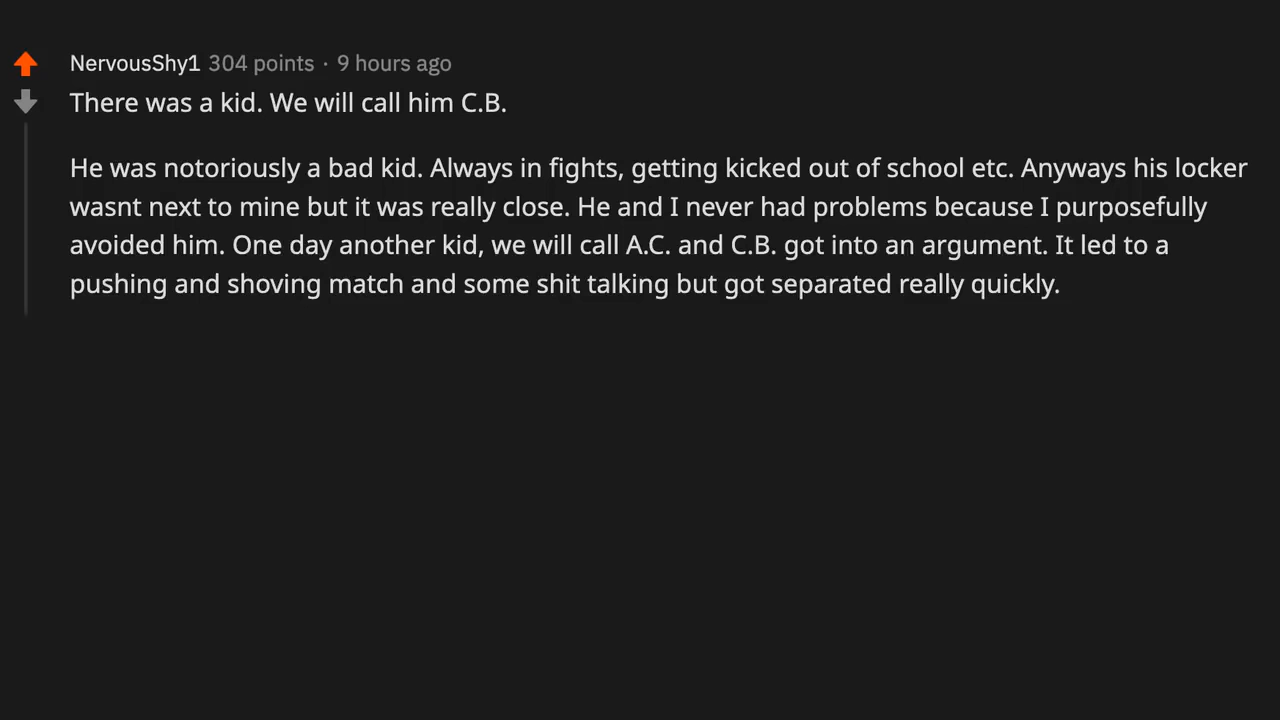 NervousShy1 304 points · 9 hours ago
There was a kid. We will call him C.B.
He was notoriously a bad kid. Always in fights, getting kicked out of school etc. Anyways his locker
wasnt next to mine but it was really close. He and I never had problems because I purposefully
avoided him. One day another kid, we will call A.C. and C.B. got into an argument. It led to a
pushing and shoving match and some shit talking but got separated really quickly.